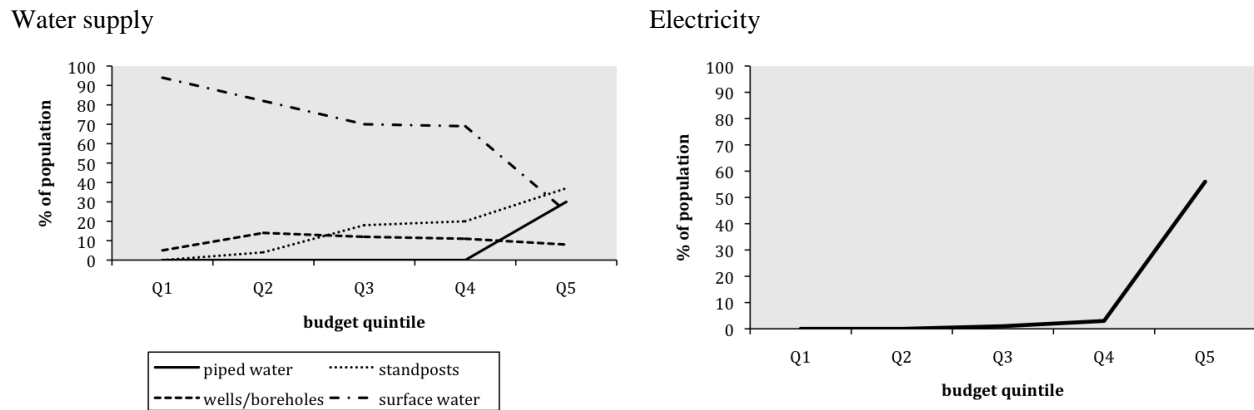 Water supply
100
90
80
70
60
50
40
30
20
10
0
% of population
Q1 Q2 Q3 Q4 Q5
budget quintile
piped water standposts
wells/boreholes surface water
Electricity
100
90
80
70
60
50
40
30
20
10
0
% of population
Q1 Q2 Q3 Q4 Q5
budget quintile